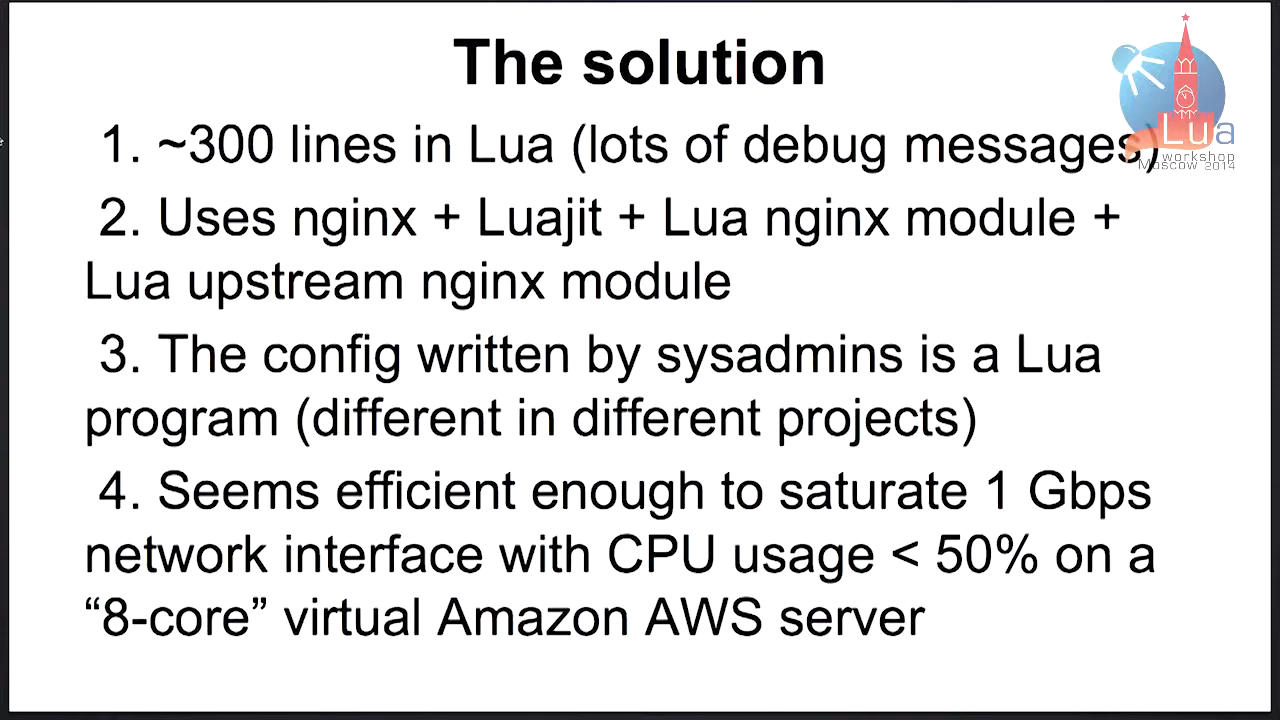 The solution
1. ~300 lines in Lua (lots of debug messages)
2. Uses nginx + Luajit + Lua nginx module +
Lua upstream nginx module
3. The config written by sysadmins is a Lua
program (different in different projects)
4. Seems efficient enough to saturate 1 Gbps
network interface with CPU usage < 50% on a
“8-core” virtual Amazon AWS server
Lua
workshop
Moscow 2014